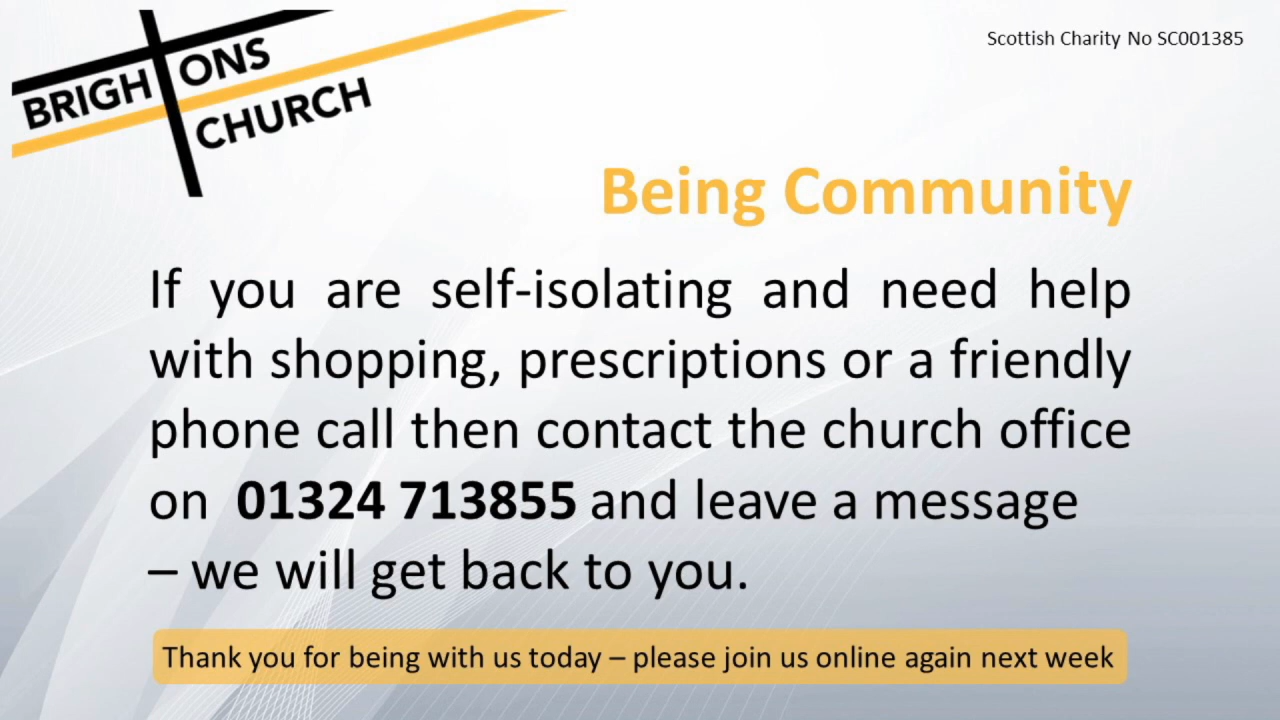 BRIGHTONS
CHURCH
Scottish Charity No SC001385
Being Community
If you are self-isolating and need help
with shopping, prescriptions or a friendly
phone call then contact the church office
on 01324 713855 and leave a message
– we will get back to you.
Thank you for being with us today – please join us online again next week